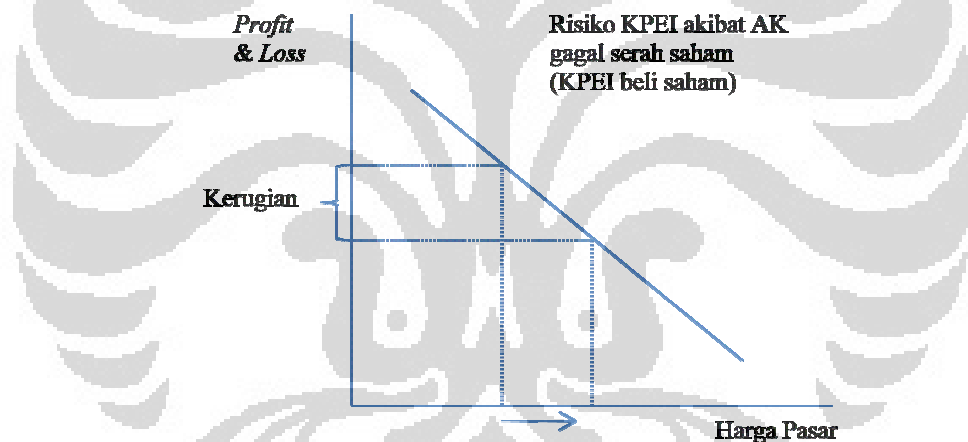 Profit
& Loss
Risiko KPEI akibat AK
gagal serah saham
(KPEI beli saham)
Kerugian
Harga Pasar